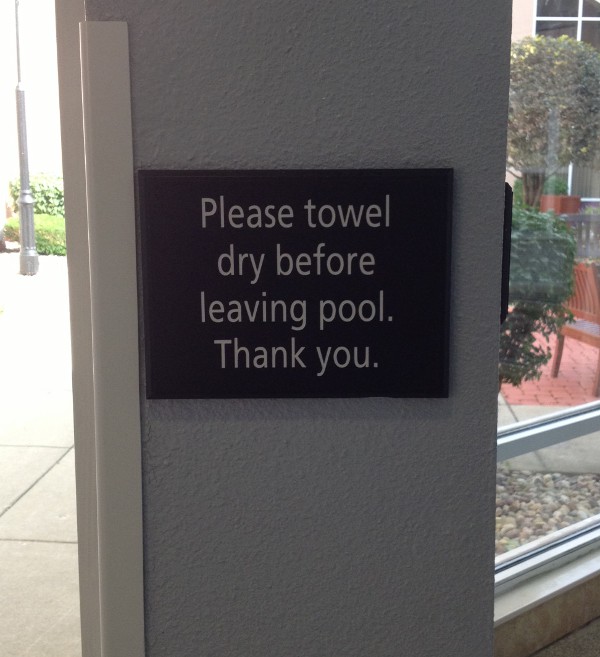 Please towel
dry before
leaving pool.
Thank you.